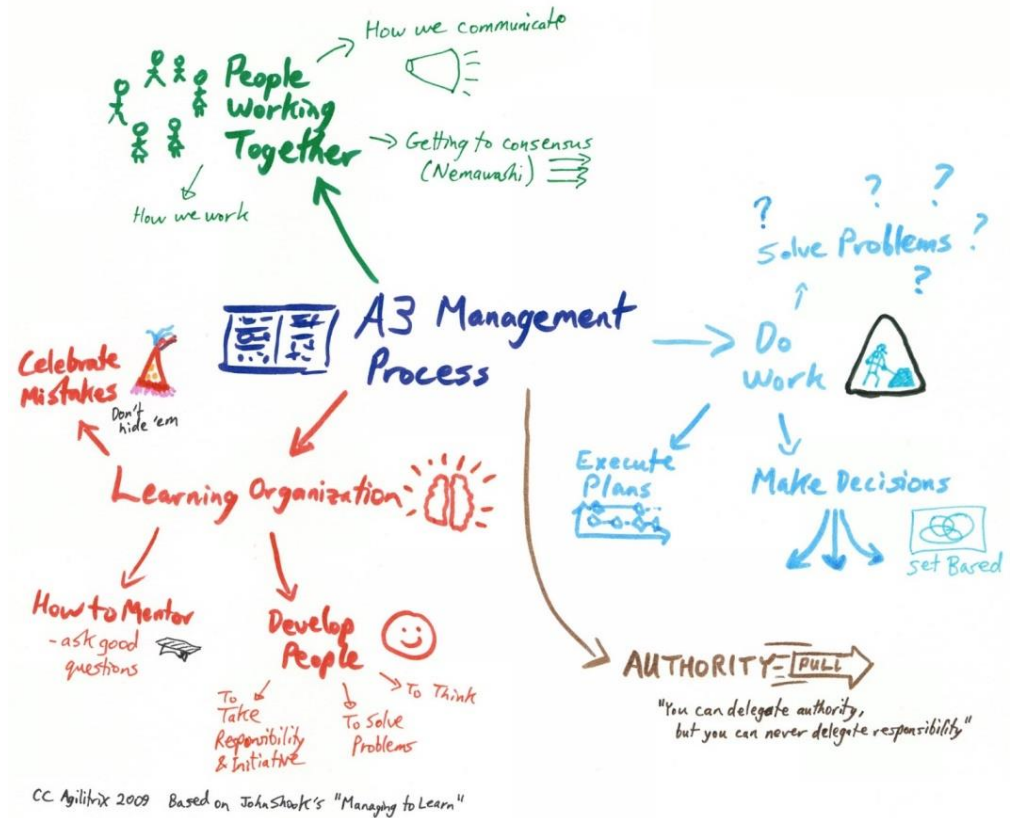 How we communicate
People
Working
Together
Getting to consensus
(Nemawashi)
How we work
? ? ? ? ?
Solve Problems
A3 Management
Process
Do
Work
Celebrate
Mistakes
Don't
hide 'em
Execute
Plans
Make Decisions
Set Based
Learning Organization
How to Mentor
- ask good
questions
Develop
People
To Think
To
Take
Responsibility
& Initiative
To Solve
Problems
AUTHORITY PULL
"You can delegate authority,
but you can never delegate responsibility"
CC Agilitrix 2009 Based on John Shook's "Managing to Learn"